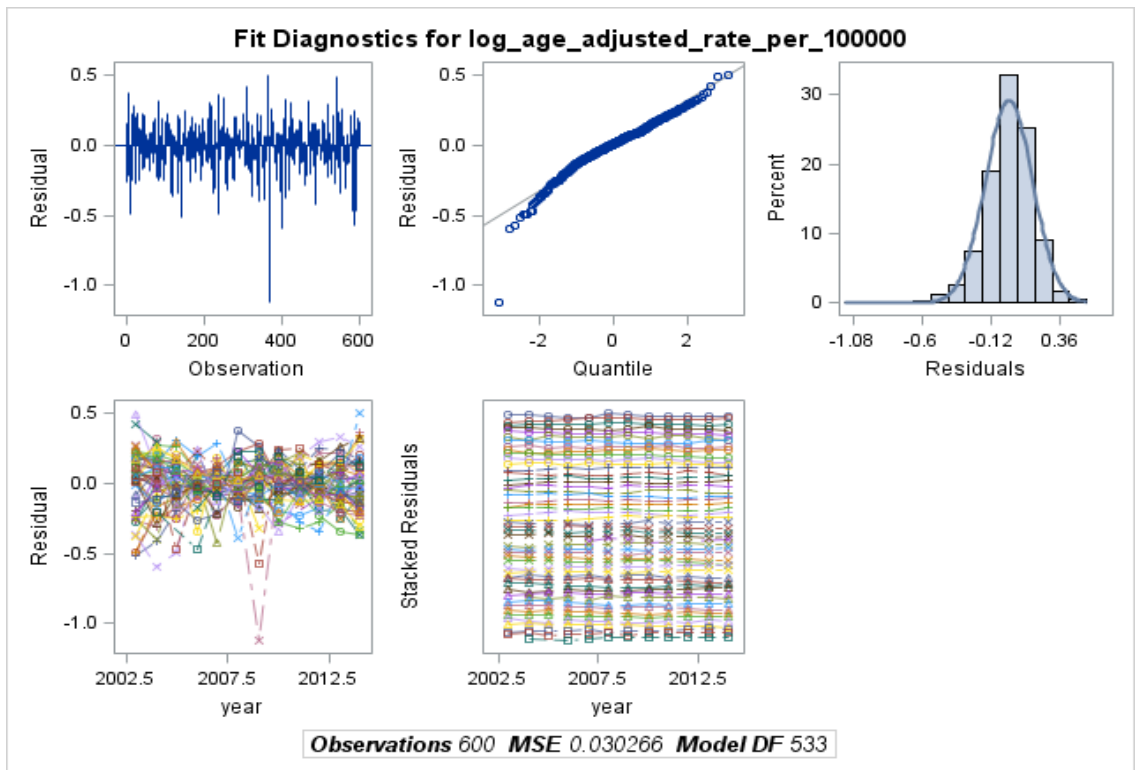 Fit Diagnostics for log_age_adjusted_rate_per_100000
0.5
0.0
-0.5
-1.0
Residual
0 200 400 600
Observation
0.5
0.0
-0.5
-1.0
Residual
-2 0 2
Quantile
30
20
10
0
Percent
-1.08 -0.6 -0.12 0.36
Residuals
0.5
0.0
-0.5
-1.0
Residual
2002.5 2007.5 2012.5
year
Stacked Residuals
2002.5 2007.5 2012.5
year
Observations 600 MSE 0.030266 Model DF 533